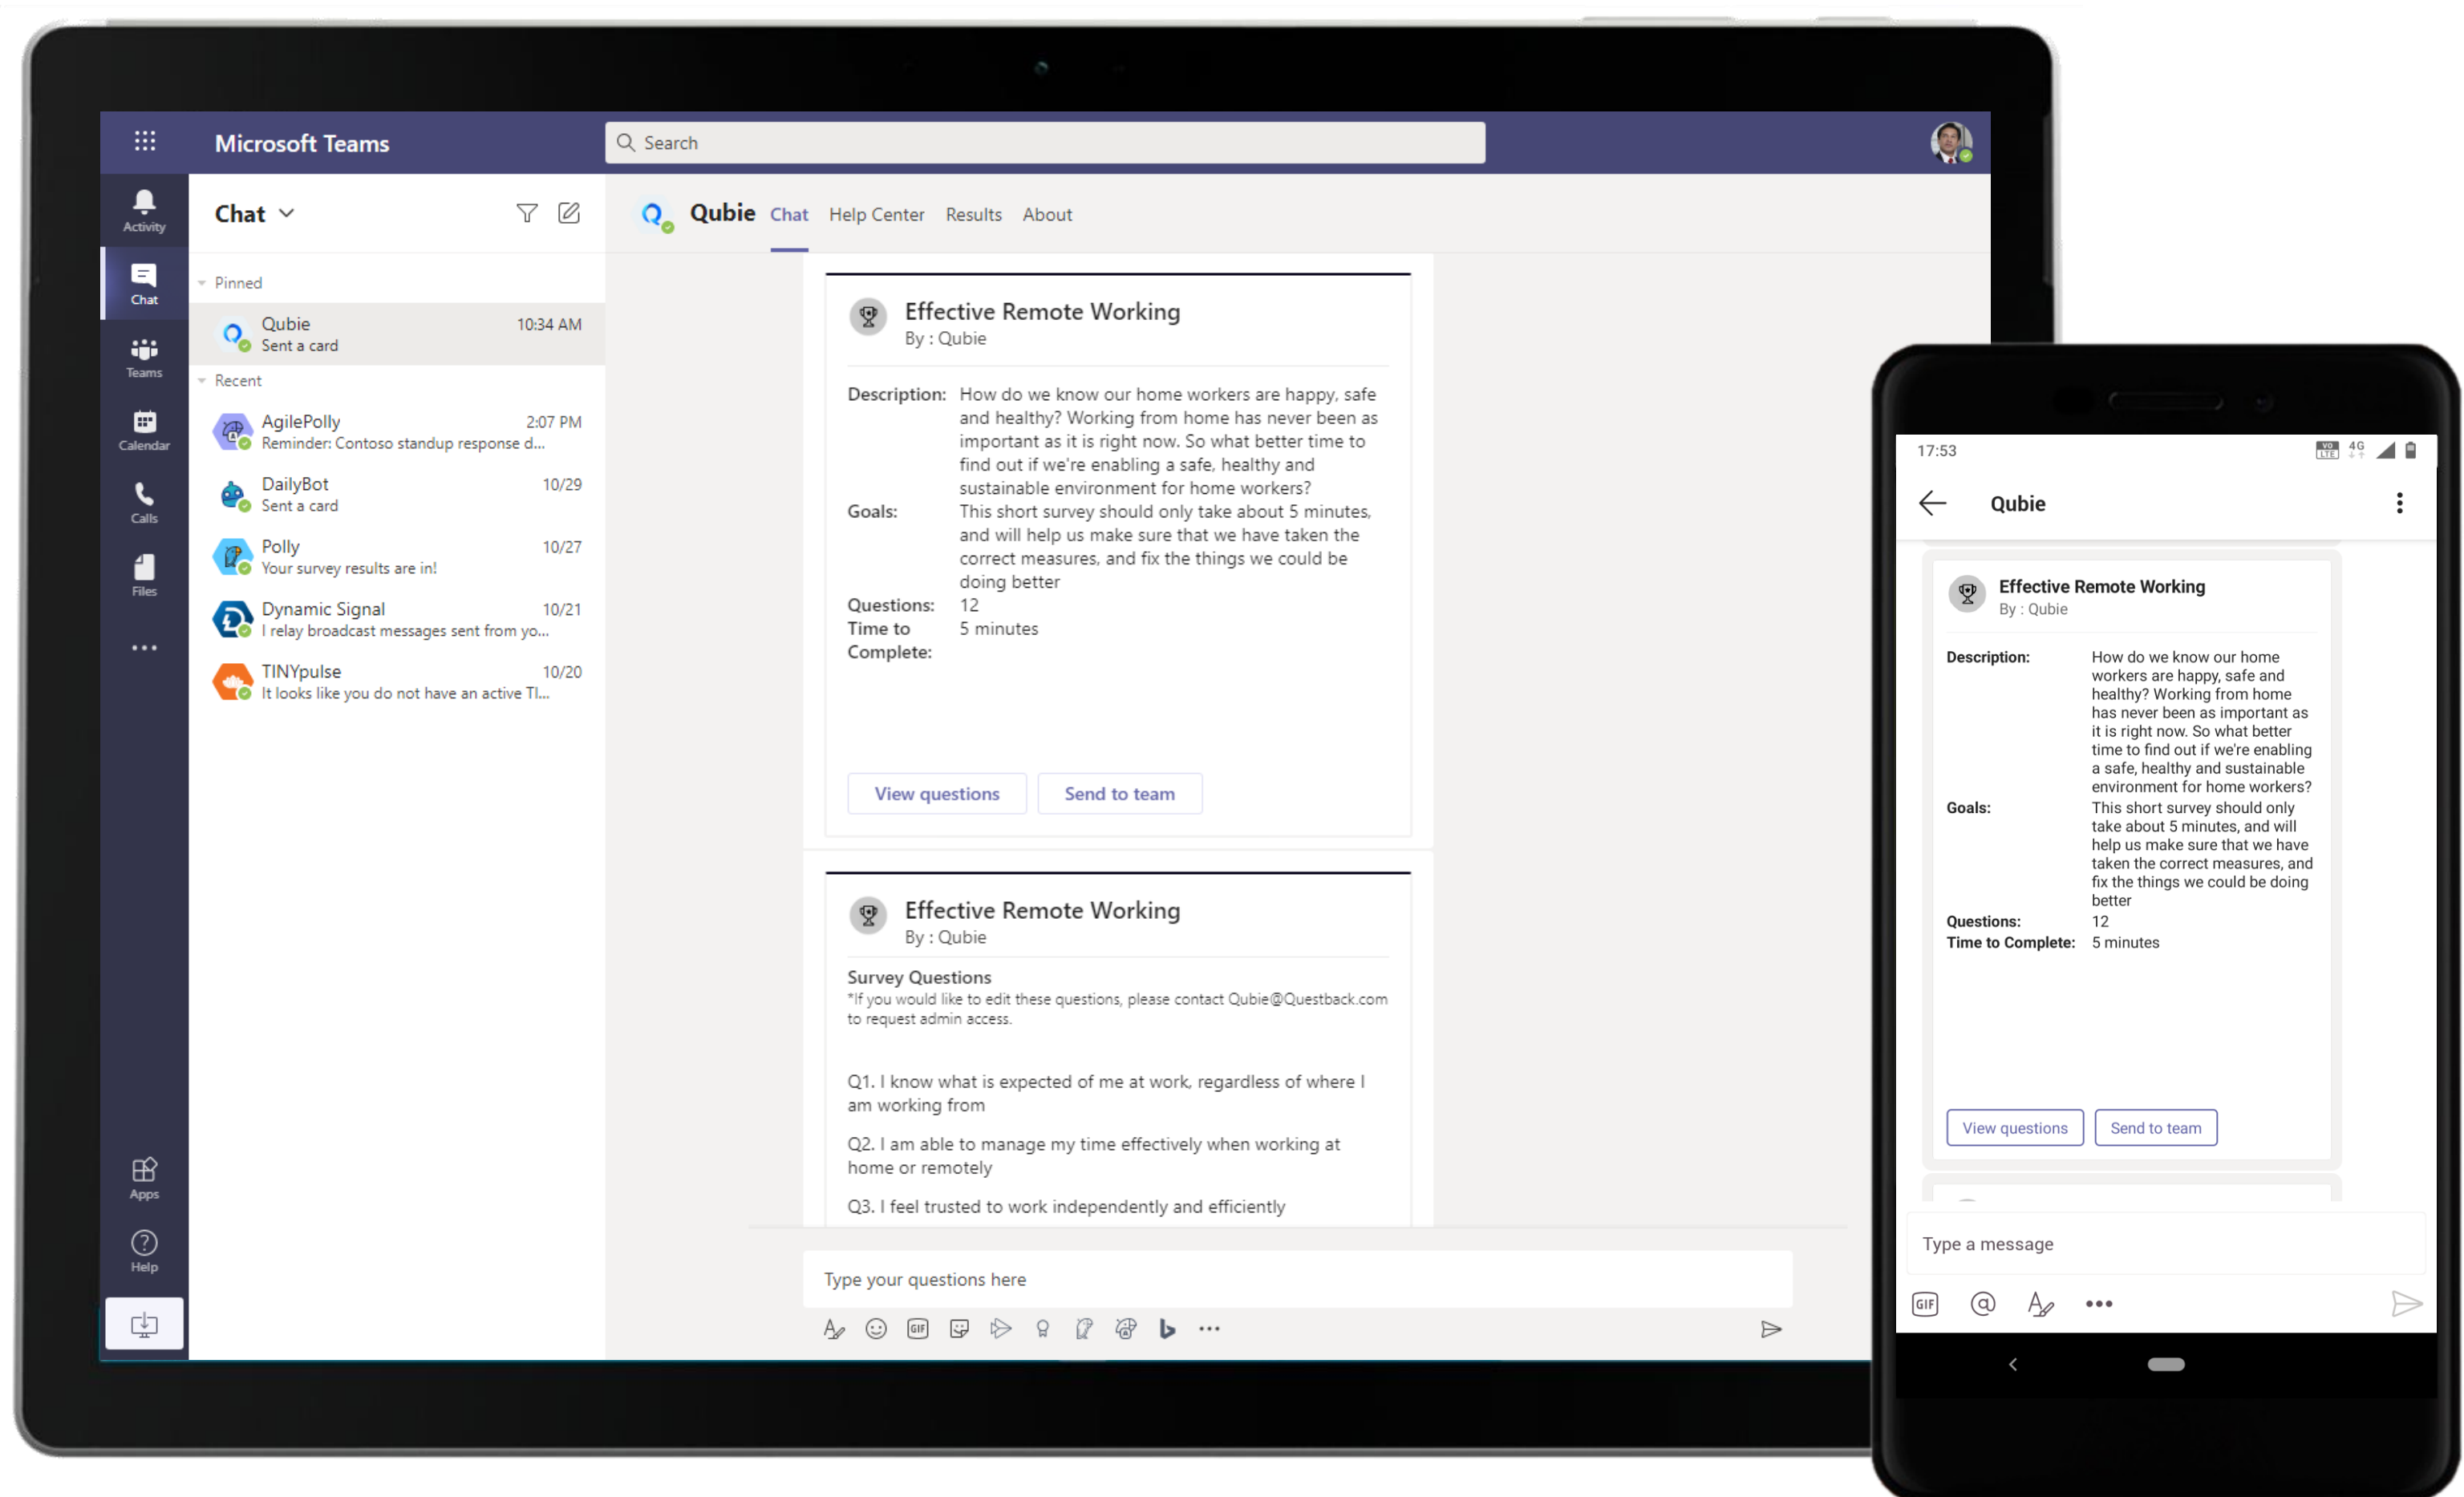 Microsoft Teams
Search
Activity
Chat
Teams
Calendar
Calls
Files
Apps
Help
Chat
Pinned
Qubie 10:34 AM
Sent a card
Recent
AgilePolly 2:07 PM
Reminder: Contoso standup response d...
DailyBot 10/29
Sent a card
Polly 10/27
Your survey results are in!
Dynamic Signal 10/21
I relay broadcast messages sent from yo...
TINYpulse 10/20
It looks like you do not have an active TI...
Qubie Chat Help Center Results About
Effective Remote Working
By : Qubie
Description: How do we know our home workers are happy, safe
and healthy? Working from home has never been as
important as it is right now. So what better time to
find out if we're enabling a safe, healthy and
sustainable environment for home workers?
Goals: This short survey should only take about 5 minutes,
and will help us make sure that we have taken the
correct measures, and fix the things we could be
doing better
Questions: 12
Time to 5 minutes
Complete:
View questions Send to team
Effective Remote Working
By : Qubie
Survey Questions
*If you would like to edit these questions, please contact Qubie@Questback.com
to request admin access.
Q1. I know what is expected of me at work, regardless of where I
am working from
Q2. I am able to manage my time effectively when working at
home or remotely
Q3. I feel trusted to work independently and efficiently
Type your questions here
GIF
17:53 VO LTE 4G
Qubie
Effective Remote Working
By : Qubie
Description: How do we know our home
workers are happy, safe and
healthy? Working from home
has never been as important as
it is right now. So what better
time to find out if we're enabling
a safe, healthy and sustainable
environment for home workers?
Goals: This short survey should only
take about 5 minutes, and will
help us make sure that we have
taken the correct measures, and
fix the things we could be doing
better
Questions: 12
Time to Complete: 5 minutes
View questions Send to team
Type a message
GIF @